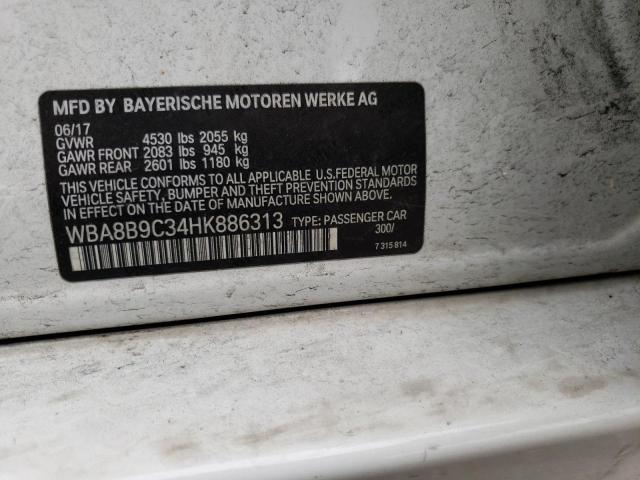 MFD BY BAYERISCHE MOTOREN WERKE AG
06/17
GVWR 4530 lbs 2055 kg
GAWR FRONT 2083 lbs 945 kg
GAWR REAR 2601 lbs 1180 kg
THIS VEHICLE CONFORMS TO ALL APPLICABLE U.S.FEDERAL MOTOR
VEHICLE SAFETY, BUMPER AND THEFT PREVENTION STANDARDS
IN EFFECT ON THE DATE OF MANUFACTURE SHOWN ABOVE.
WBA8B9C34HK886313 TYPE: PASSENGER CAR
300/
7 315 814